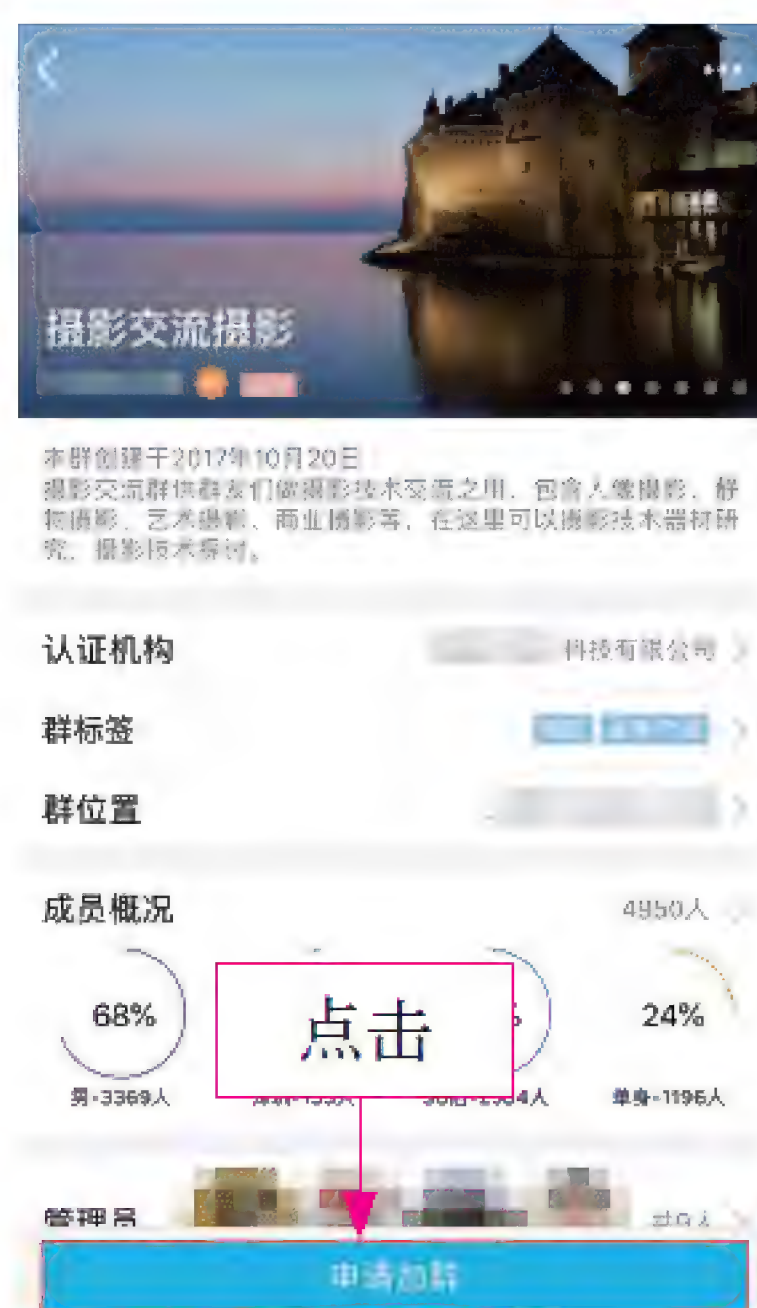 摄影交流摄影
本群创建于2017年10月20日
摄影交流群供群友们做摄影技术交流之用，包含人像摄影、静
物摄影、艺术摄影、商业摄影等，在这里可以摄影技术器材研
究、摄影技术探讨。
认证机构 科技有限公司
群标签
群位置
成员概况 4950人
68% 24%
点击
男-3369人 单身-1196人
管理员
申请加群